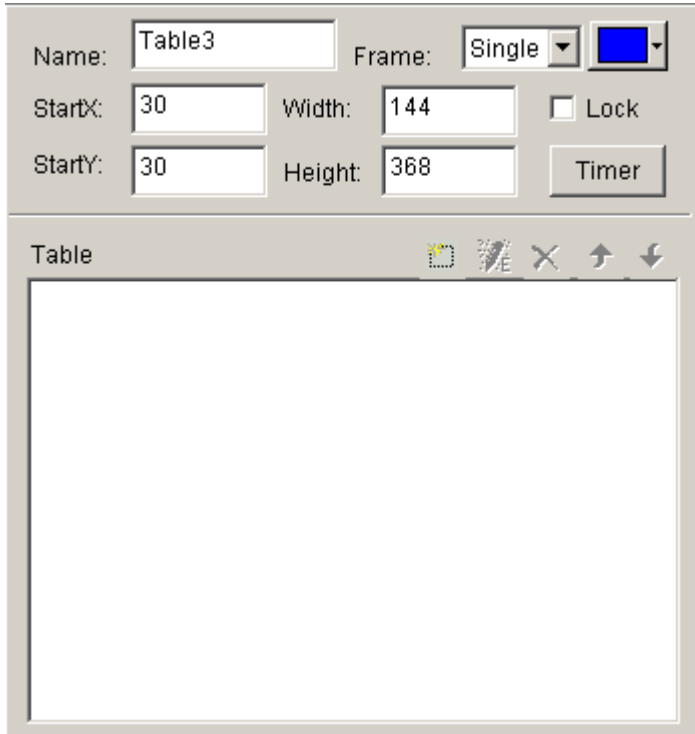 Name: Table3 Frame: Single
StartX: 30 Width: 144 Lock
StartY: 30 Height: 368 Timer
Table
E